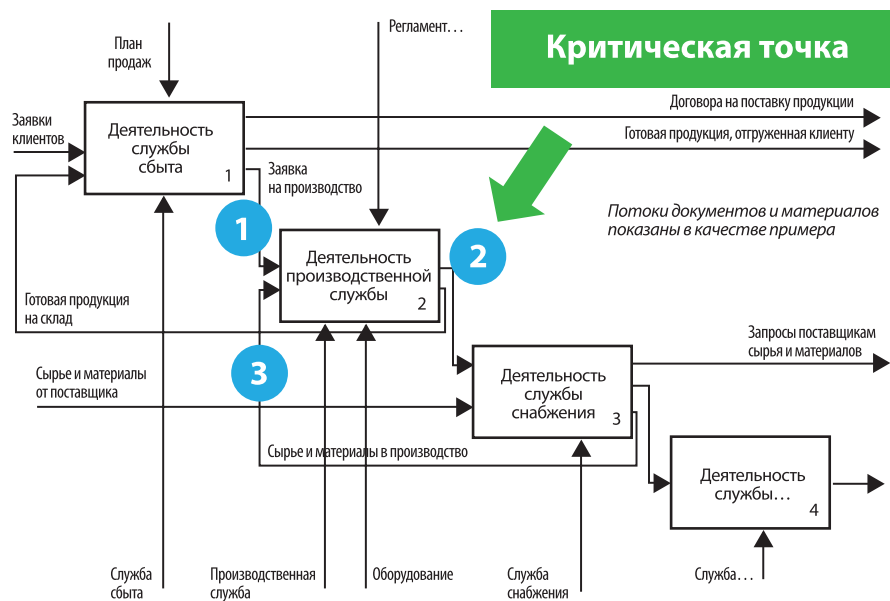 План
продаж
Регламент…
Критическая точка
Заявки
клиентов
Деятельность
службы
сбыта
1
Договора на поставку продукции
Готовая продукция, отгруженная клиенту
Заявка
на производство
1
2
Потоки документов и материалов
показаны в качестве примера
Деятельность
производственной
службы
2
Готовая продукция
на склад
Запросы поставщикам
сырья и материалов
3
Сырье и материалы
от поставщика
Деятельность
службы
снабжения
3
Сырье и материалы в производство
Деятельность
службы…
4
Служба
сбыта
Производственная
служба
Оборудование
Служба
снабжения
Служба…